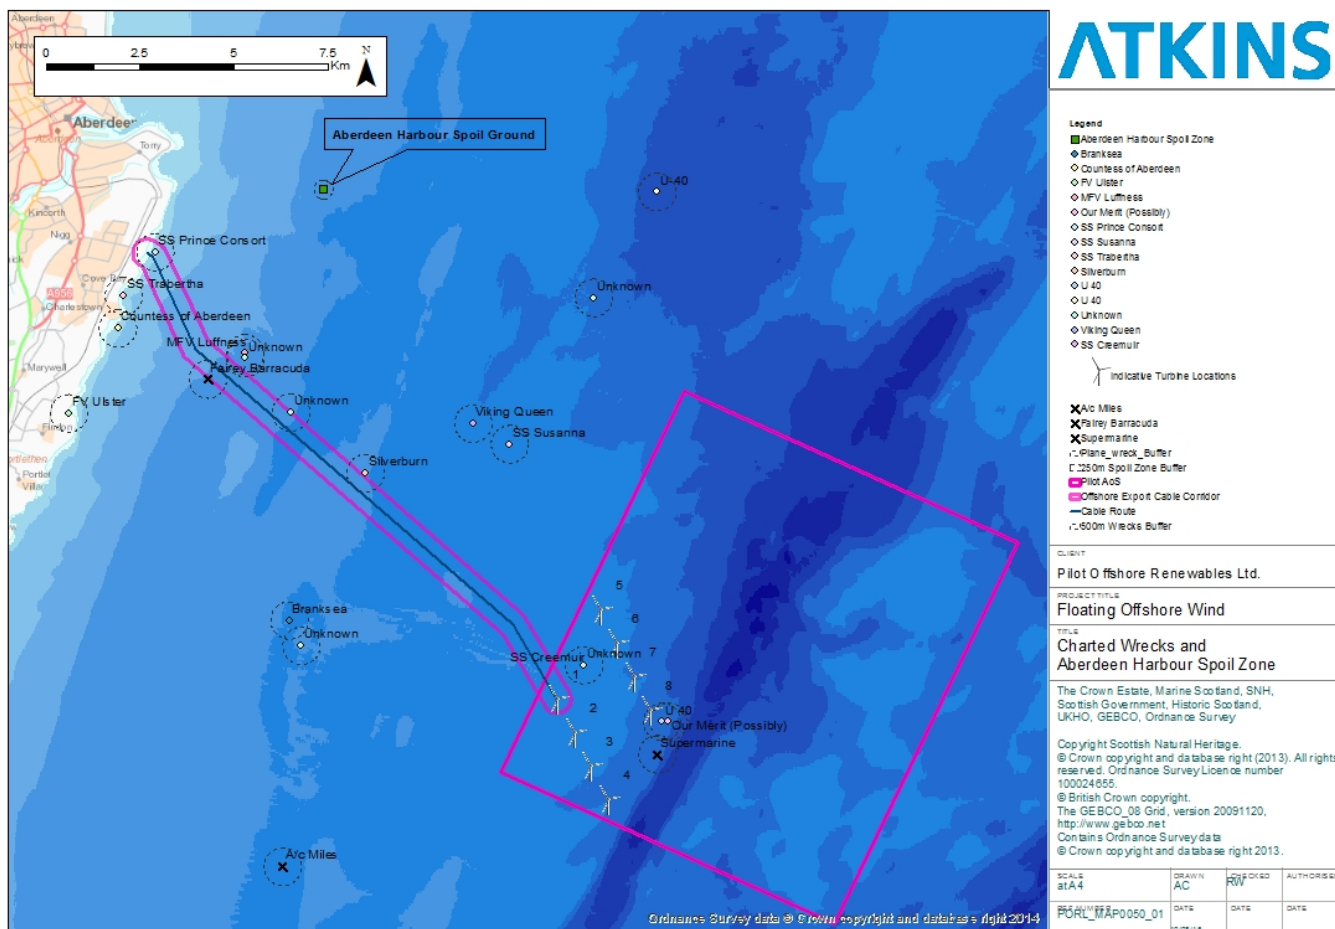 Aberdeen
0 2.5 5 7.5
Km
N
Aberdee
Aberdeen
Torry
Aberdeen Harbour Spoil Ground
U-40
Kincorth
Nigg
SS Prince Consort
Cove
SS Trabertha
A956
Charlestown
Countess of Aberdeen
Unknown
MFV Luffness
Unknown
Fairey Barracuda
Marywell
FV Ulster
Unknown
Viking Queen
SS Susanna
Silverburn
Portlethen
5
6
Branksea
Unknown
SS Creemuir
Unknown
7
1
8
2
U 40
Our Merit (Possibly)
3
Supermarine
4
A/c Miles
Ordnance Survey data © Crown copyright and database right 2014
ATKINS
Legend
Aberdeen Harbour Spoil Zone
Branksea
Countess of Aberdeen
FV Ulster
MFV Luffness
Our Merit (Possibly)
SS Prince Consort
SS Susanna
SS Trabertha
Silverburn
U 40
U 40
Unknown
Viking Queen
SS Creemuir
Indicative Turbine Locations
A/c Miles
Fairey Barracuda
Supermarine
Plane_wreck_Buffer
250m Spoil Zone Buffer
Pilot AoS
Offshore Export Cable Corridor
Cable Route
500m Wrecks Buffer
CLIENT
Pilot Offshore Renewables Ltd.
PROJECT TITLE
Floating Offshore Wind
TITLE
Charted Wrecks and
Aberdeen Harbour Spoil Zone
The Crown Estate, Marine Scotland, SNH,
Scottish Government, Historic Scotland,
UKHO, GEBCO, Ordnance Survey
Copyright Scottish Natural Heritage.
© Crown copyright and database right (2013). All rights
reserved. Ordnance Survey Licence number
100024655.
© British Crown copyright.
The GEBCO_08 Grid, version 20091120,
http://www.gebco.net
Contains Ordnance Survey data
© Crown copyright and database right 2013.
SCALE DRAWN CHECKED AUTHORISE
at A4 AC RW
PORL_MAP0050_01 DATE DATE DATE